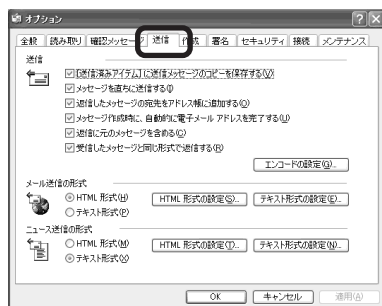 オプション
全般 読み取り 確認メッセージ 送信 作成 署名 セキュリティ 接続 メンテナンス
送信
[送信済みアイテム]に送信メッセージのコピーを保存する(V)
メッセージを直ちに送信する(I)
返信したメッセージの宛先をアドレス帳に追加する(O)
メッセージ作成時に、自動的に電子メール アドレスを完了する(U)
返信に元のメッセージを含める(C)
受信したメッセージと同じ形式で返信する(R)
エンコードの設定(G)...
メール送信の形式
HTML 形式(H) HTML 形式の設定(S)... テキスト形式の設定(E)...
テキスト形式(P)
ニュース送信の形式
HTML 形式(M) HTML 形式の設定(T)... テキスト形式の設定(N)...
テキスト形式(X)
OK キャンセル 適用(A)